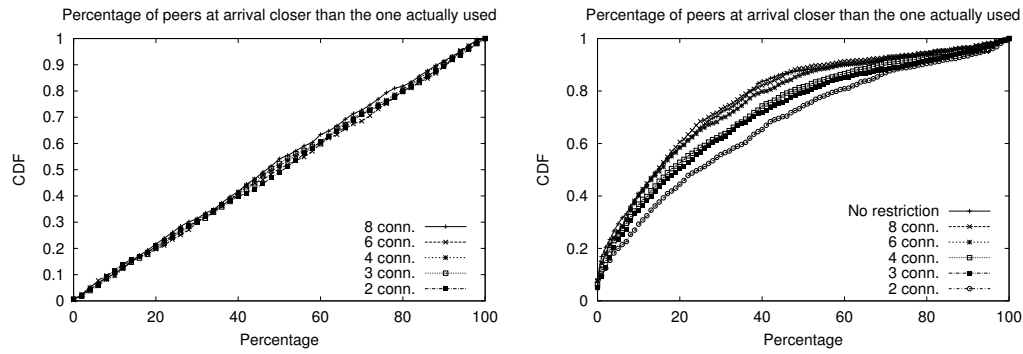 Percentage of peers at arrival closer than the one actually used
1
0.9
0.8
0.7
0.6
0.5
0.4
0.3
0.2
0.1
0
CDF
8 conn.
6 conn.
4 conn.
3 conn.
2 conn.
0 20 40 60 80 100
Percentage
Percentage of peers at arrival closer than the one actually used
1
0.8
0.6
0.4
0.2
0
CDF
No restriction
8 conn.
6 conn.
4 conn.
3 conn.
2 conn.
0 20 40 60 80 100
Percentage